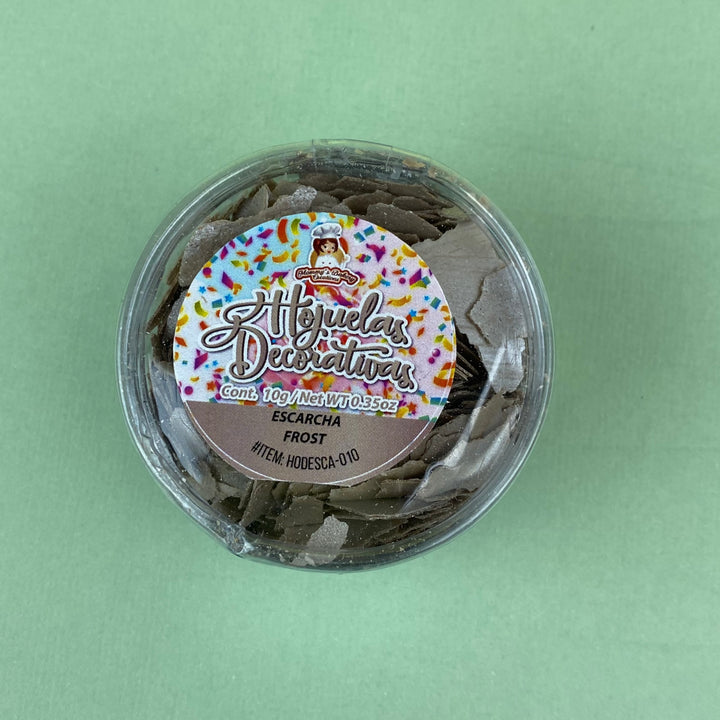 Hojuelas
Decorativas
Cont. 10g / Net WT 0.35oz
ESCARCHA
FROST
#ITEM: HODESCA-010